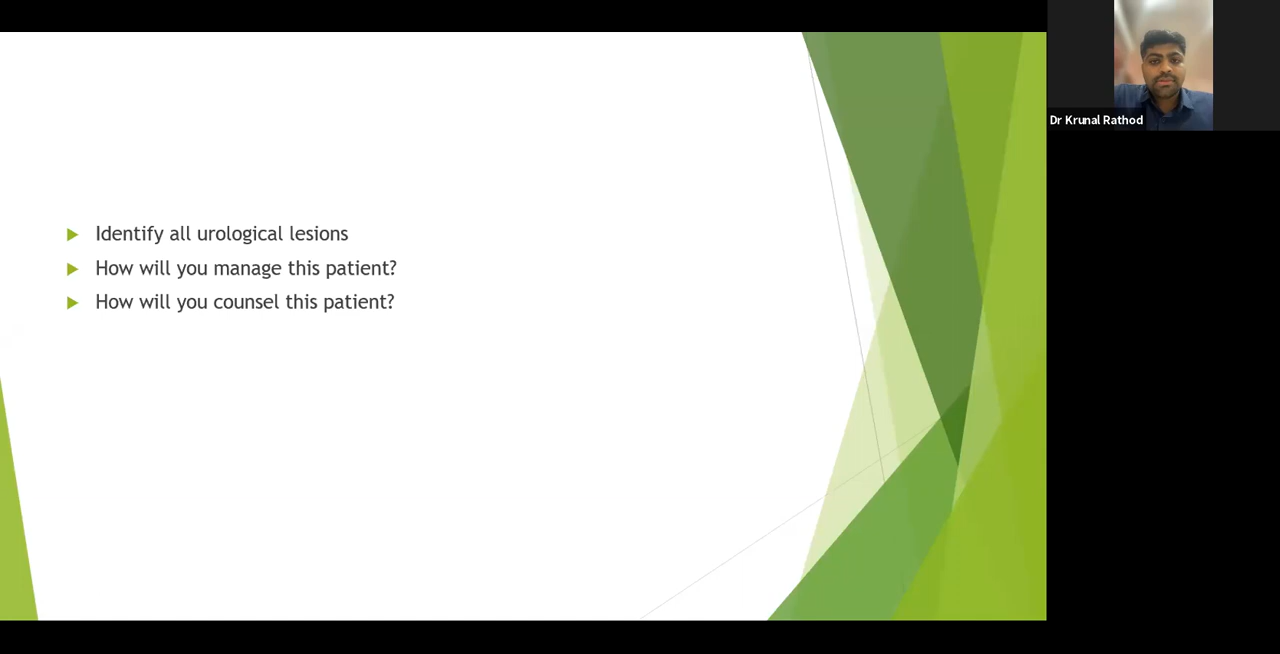 Identify all urological lesions
How will you manage this patient?
How will you counsel this patient?
Dr Krunal Rathod